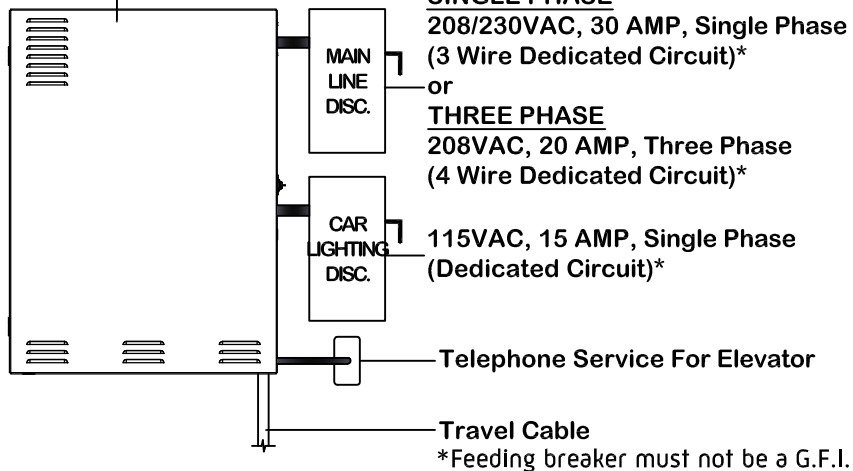 SINGLE PHASE
208/230VAC, 30 AMP, Single Phase
(3 Wire Dedicated Circuit)*
or
THREE PHASE
208VAC, 20 AMP, Three Phase
(4 Wire Dedicated Circuit)*
MAIN
LINE
DISC.
115VAC, 15 AMP, Single Phase
(Dedicated Circuit)*
CAR
LIGHTING
DISC.
Telephone Service For Elevator
Travel Cable
*Feeding breaker must not be a G.F.I.